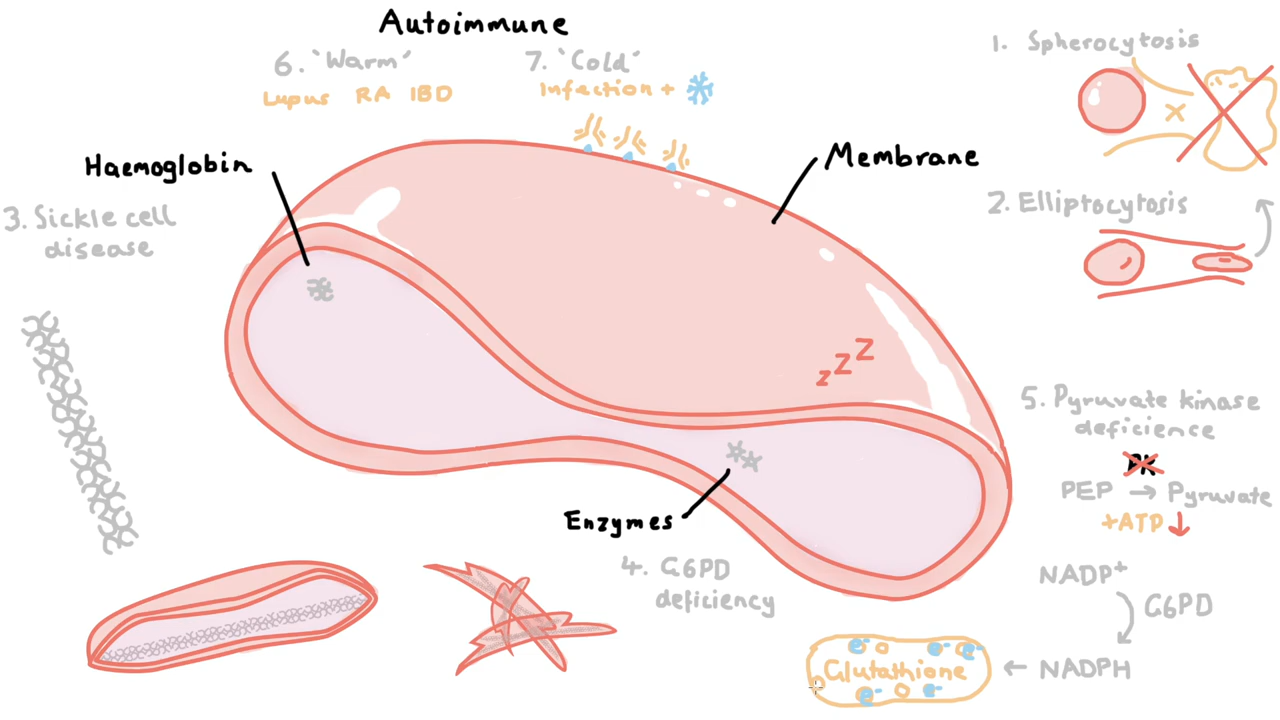 Autoimmune
6. 'Warm'
Lupus RA IBD
7. 'Cold'
Infection +
1. Spherocytosis
x
Haemoglobin
Membrane
3. Sickle cell
disease
2. Elliptocytosis
z z z
5. Pyruvate kinase
deficience
PK
PEP → Pyruvate
+ATP ↓
Enzymes
4. G6PD
deficiency
NADP+
G6PD
Glutathione ← NADPH
e- e- e- e- e-